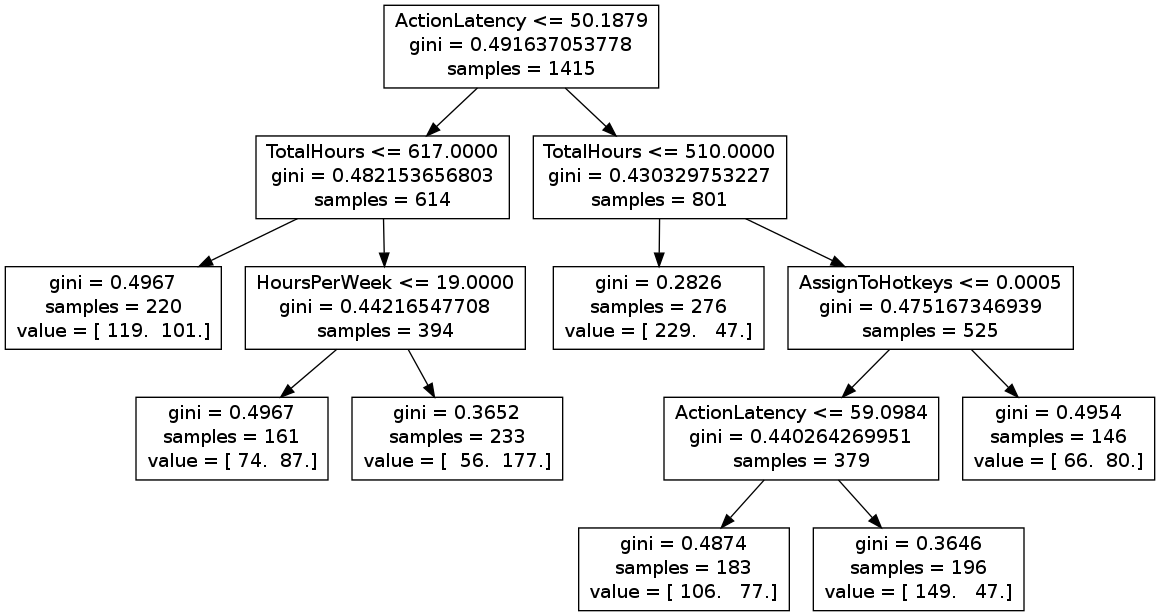 ActionLatency <= 50.1879
gini = 0.491637053778
samples = 1415
TotalHours <= 617.0000
gini = 0.482153656803
samples = 614
TotalHours <= 510.0000
gini = 0.430329753227
samples = 801
gini = 0.4967
samples = 220
value = [ 119.  101.]
HoursPerWeek <= 19.0000
gini = 0.44216547708
samples = 394
gini = 0.2826
samples = 276
value = [ 229.   47.]
AssignToHotkeys <= 0.0005
gini = 0.475167346939
samples = 525
gini = 0.4967
samples = 161
value = [ 74.  87.]
gini = 0.3652
samples = 233
value = [  56.  177.]
ActionLatency <= 59.0984
gini = 0.440264269951
samples = 379
gini = 0.4954
samples = 146
value = [ 66.  80.]
gini = 0.4874
samples = 183
value = [ 106.   77.]
gini = 0.3646
samples = 196
value = [ 149.   47.]